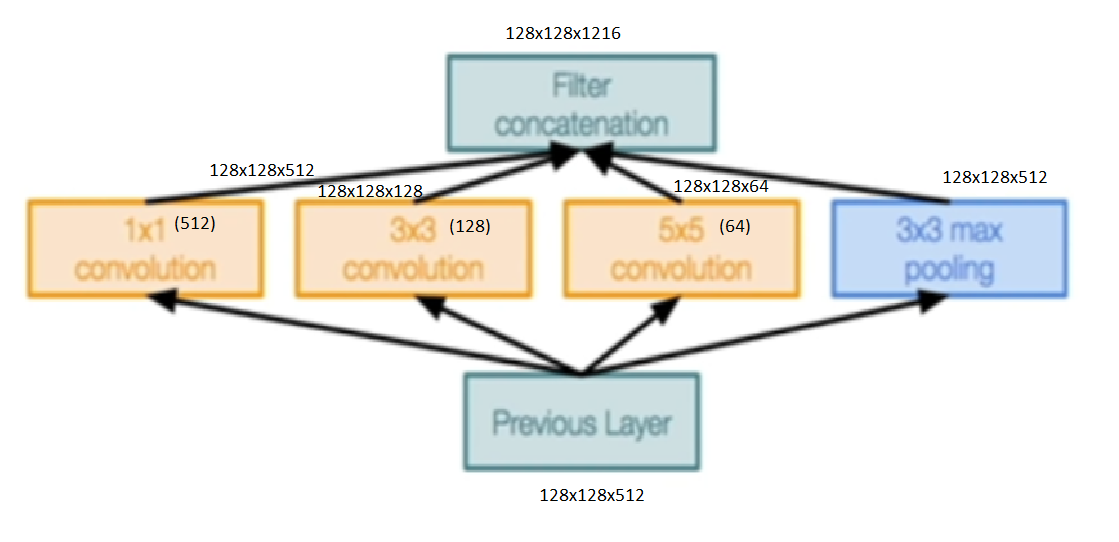 128x128x1216
Filter
concatenation
128x128x512
128x128x128
128x128x64
128x128x512
1x1 (512)
convolution
3x3 (128)
convolution
5x5 (64)
convolution
3x3 max
pooling
Previous Layer
128x128x512